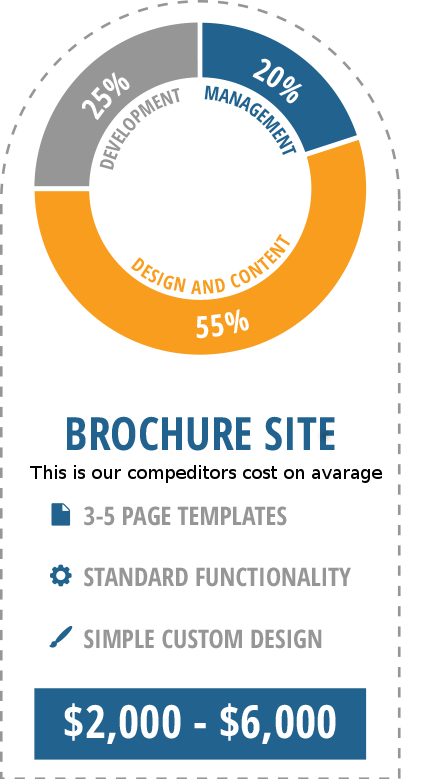 25%
20%
DEVELOPMENT
MANAGEMENT
DESIGN AND CONTENT
55%
BROCHURE SITE
This is our compeditors cost on avarage
3-5 PAGE TEMPLATES
STANDARD FUNCTIONALITY
SIMPLE CUSTOM DESIGN
$2,000 - $6,000